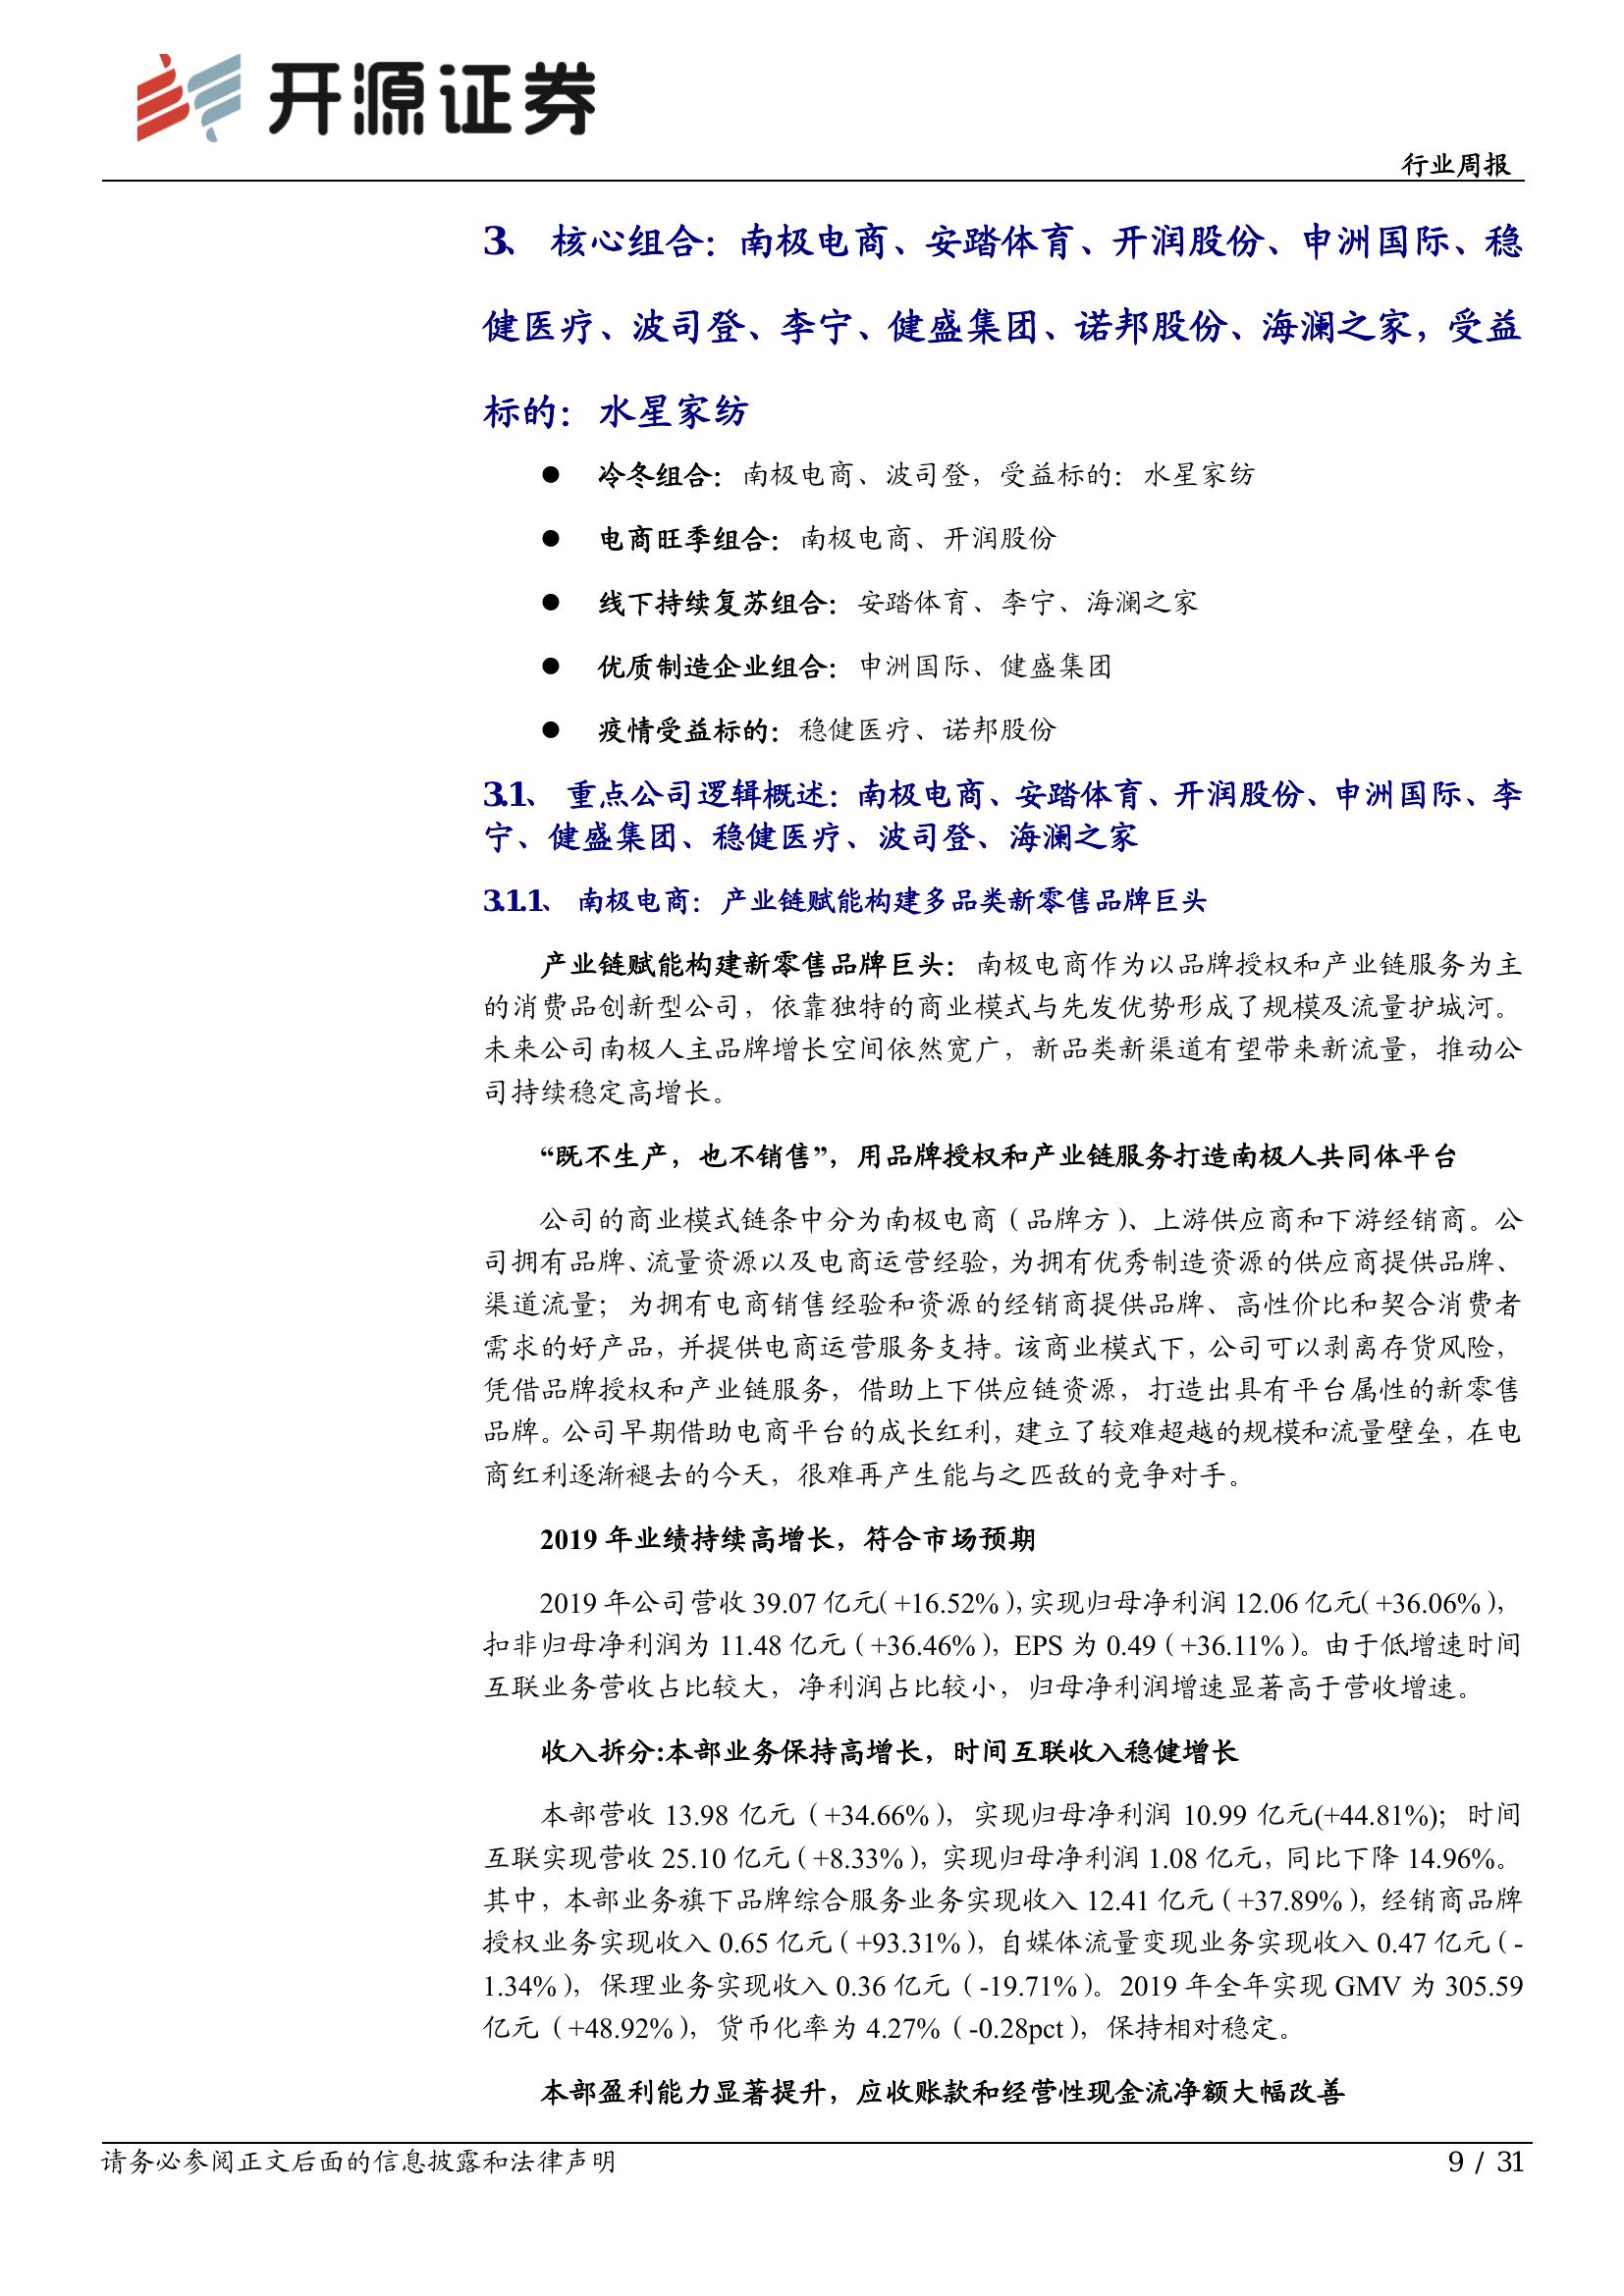 开源证券
行业周报
3、 核心组合：南极电商、安踏体育、开润股份、申洲国际、稳
健医疗、波司登、李宁、健盛集团、诺邦股份、海澜之家，受益
标的：水星家纺
● 冷冬组合：南极电商、波司登，受益标的：水星家纺
● 电商旺季组合：南极电商、开润股份
● 线下持续复苏组合：安踏体育、李宁、海澜之家
● 优质制造企业组合：申洲国际、健盛集团
● 疫情受益标的：稳健医疗、诺邦股份
3.1、 重点公司逻辑概述：南极电商、安踏体育、开润股份、申洲国际、李
宁、健盛集团、稳健医疗、波司登、海澜之家
3.1.1、 南极电商：产业链赋能构建多品类新零售品牌巨头
产业链赋能构建新零售品牌巨头：南极电商作为以品牌授权和产业链服务为主
的消费品创新型公司，依靠独特的商业模式与先发优势形成了规模及流量护城河。
未来公司南极人主品牌增长空间依然宽广，新品类新渠道有望带来新流量，推动公
司持续稳定高增长。
“既不生产，也不销售”，用品牌授权和产业链服务打造南极人共同体平台
公司的商业模式链条中分为南极电商（品牌方）、上游供应商和下游经销商。公
司拥有品牌、流量资源以及电商运营经验，为拥有优秀制造资源的供应商提供品牌、
渠道流量；为拥有电商销售经验和资源的经销商提供品牌、高性价比和契合消费者
需求的好产品，并提供电商运营服务支持。该商业模式下，公司可以剥离存货风险，
凭借品牌授权和产业链服务，借助上下供应链资源，打造出具有平台属性的新零售
品牌。公司早期借助电商平台的成长红利，建立了较难超越的规模和流量壁垒，在电
商红利逐渐褪去的今天，很难再产生能与之匹敌的竞争对手。
2019 年业绩持续高增长，符合市场预期
2019 年公司营收 39.07 亿元（+16.52%），实现归母净利润 12.06 亿元（+36.06%），
扣非归母净利润为 11.48 亿元（+36.46%），EPS 为 0.49（+36.11%）。由于低增速时间
互联业务营收占比较大，净利润占比较小，归母净利润增速显著高于营收增速。
收入拆分:本部业务保持高增长，时间互联收入稳健增长
本部营收 13.98 亿元（+34.66%），实现归母净利润 10.99 亿元(+44.81%)；时间
互联实现营收 25.10 亿元（+8.33%），实现归母净利润 1.08 亿元，同比下降 14.96%。
其中，本部业务旗下品牌综合服务业务实现收入 12.41 亿元（+37.89%），经销商品牌
授权业务实现收入 0.65 亿元（+93.31%），自媒体流量变现业务实现收入 0.47 亿元（-
1.34%），保理业务实现收入 0.36 亿元（-19.71%）。2019 年全年实现 GMV 为 305.59
亿元（+48.92%），货币化率为 4.27%（-0.28pct），保持相对稳定。
本部盈利能力显著提升，应收账款和经营性现金流净额大幅改善
请务必参阅正文后面的信息披露和法律声明
9 / 31